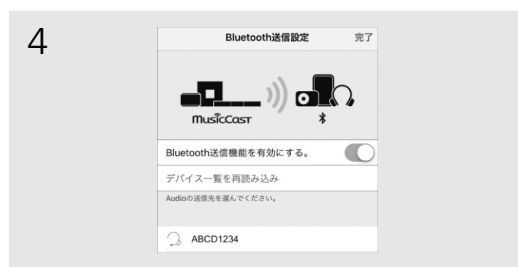 4
Bluetooth送信設定 完了
MusicCast
Bluetooth送信機能を有効にする。
デバイス一覧を再読み込み
Audioの送信先を選んでください。
ABCD1234